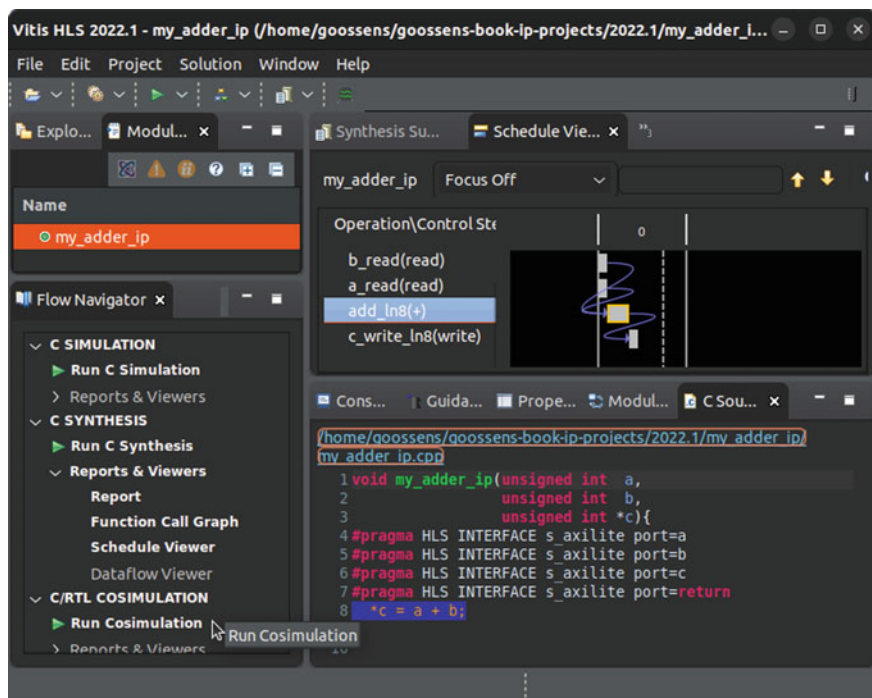 Vitis HLS 2022.1 - my_adder_ip (/home/goossens/goossens-book-ip-projects/2022.1/my_adder_i...
File Edit Project Solution Window Help
Explo... Modul...
Name
my_adder_ip
Flow Navigator
C SIMULATION
Run C Simulation
Reports & Viewers
C SYNTHESIS
Run C Synthesis
Reports & Viewers
Report
Function Call Graph
Schedule Viewer
Dataflow Viewer
C/RTL COSIMULATION
Run Cosimulation
Run Cosimulation
Reports & Viewers
Synthesis Su... Schedule Vie... »3
my_adder_ip Focus Off
Operation\Control Ste 0
b_read(read)
a_read(read)
add_ln8(+)
c_write_ln8(write)
Cons... Guida... Prope... Modul... C Sou...
/home/goossens/goossens-book-ip-projects/2022.1/my_adder_ip/
my_adder_ip.cpp
1 void my_adder_ip(unsigned int a,
2 unsigned int b,
3 unsigned int *c){
4 #pragma HLS INTERFACE s_axilite port=a
5 #pragma HLS INTERFACE s_axilite port=b
6 #pragma HLS INTERFACE s_axilite port=c
7 #pragma HLS INTERFACE s_axilite port=return
8 *c = a + b;
10